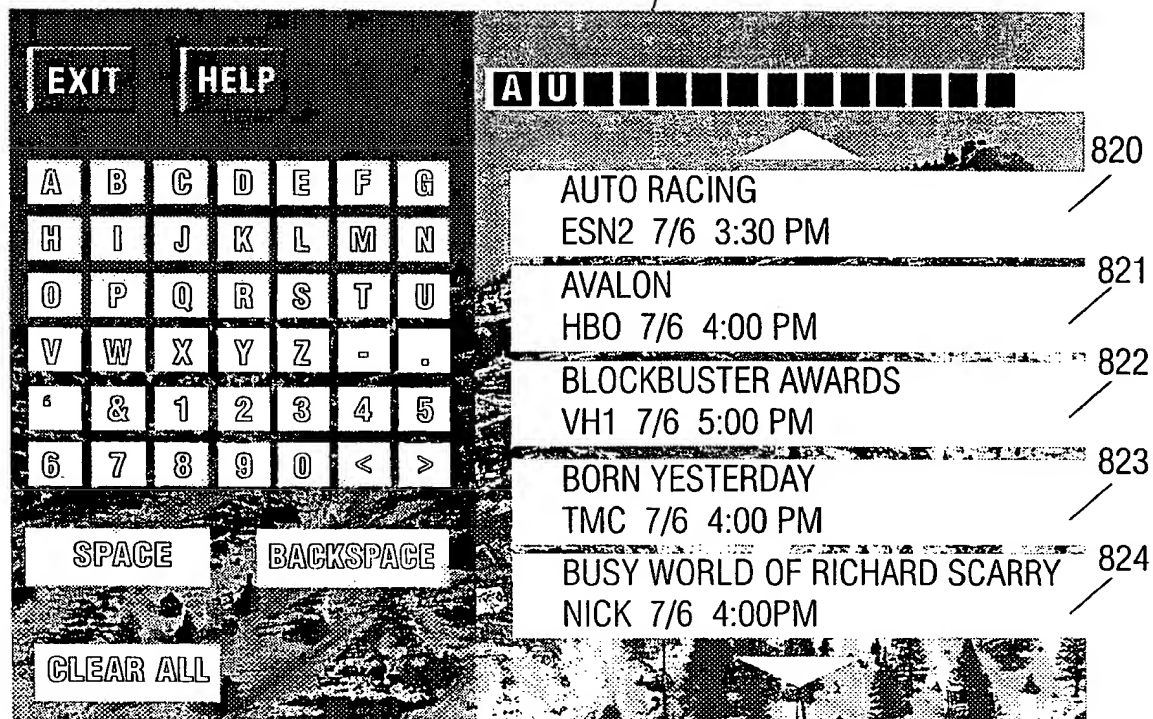 EXIT HELP
A U
A B C D E F G
H I J K L M N
O P Q R S T U
V W X Y Z - .
' & 1 2 3 4 5
6 7 8 9 0 < >
SPACE BACKSPACE
CLEAR ALL
AUTO RACING
ESN2 7/6 3:30 PM
820
AVALON
HBO 7/6 4:00 PM
821
BLOCKBUSTER AWARDS
VH1 7/6 5:00 PM
822
BORN YESTERDAY
TMC 7/6 4:00 PM
823
BUSY WORLD OF RICHARD SCARRY
NICK 7/6 4:00PM
824